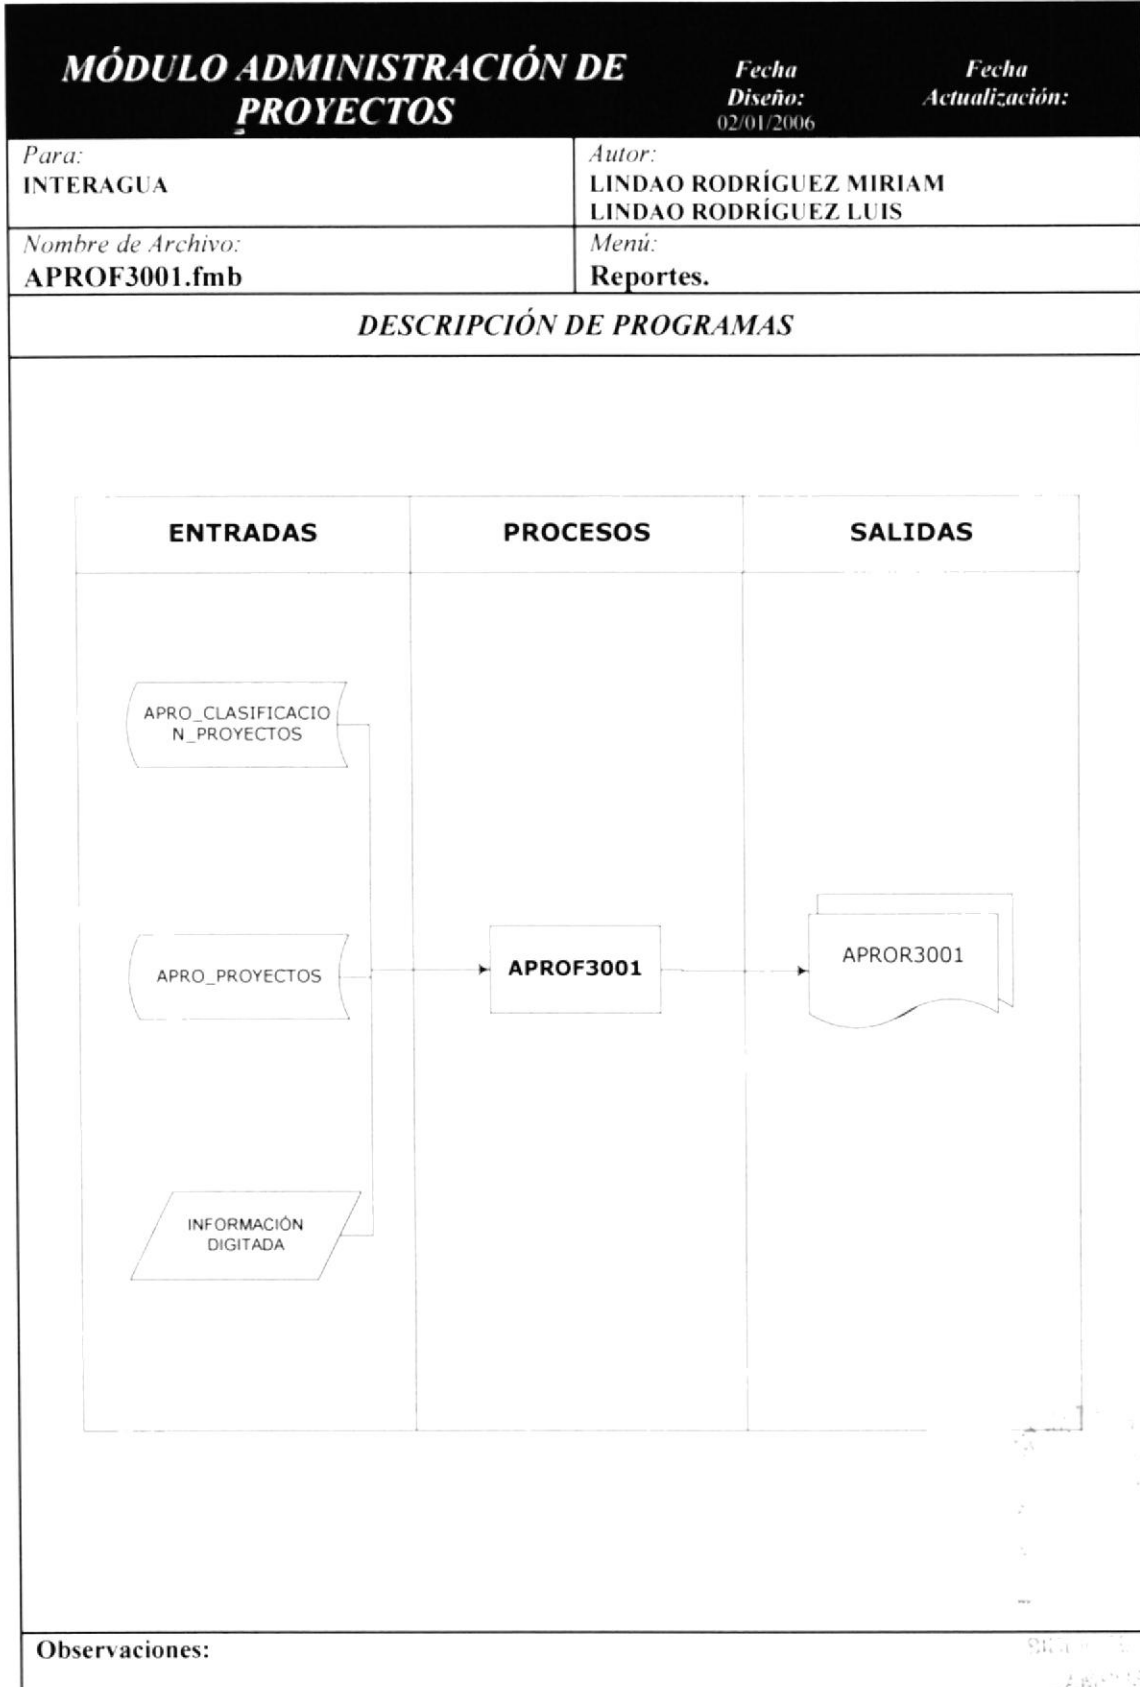 MÓDULO ADMINISTRACIÓN DE
PROYECTOS
Fecha
Diseño:
02/01/2006
Fecha
Actualización:
Para:
INTERAGUA
Autor:
LINDAO RODRÍGUEZ MIRIAM
LINDAO RODRÍGUEZ LUIS
Nombre de Archivo:
APROF3001.fmb
Menú:
Reportes.
DESCRIPCIÓN DE PROGRAMAS
ENTRADAS
PROCESOS
SALIDAS
APRO_CLASIFICACIO
N_PROYECTOS
APRO_PROYECTOS
APROF3001
APROR3001
INFORMACIÓN
DIGITADA
Observaciones: